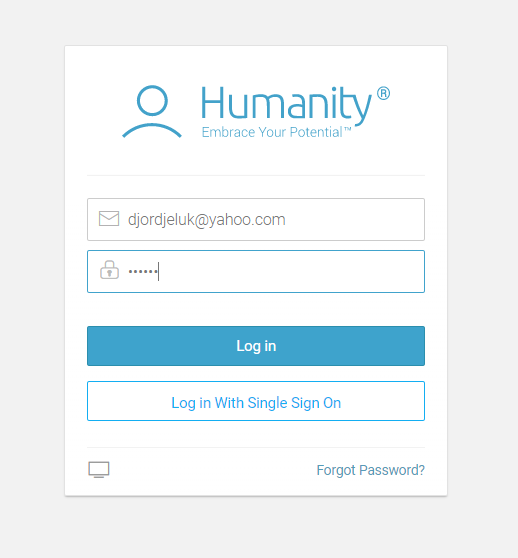 Humanity®
Embrace Your Potential™
djordjeluk@yahoo.com
••••••
Log in
Log in With Single Sign On
Forgot Password?